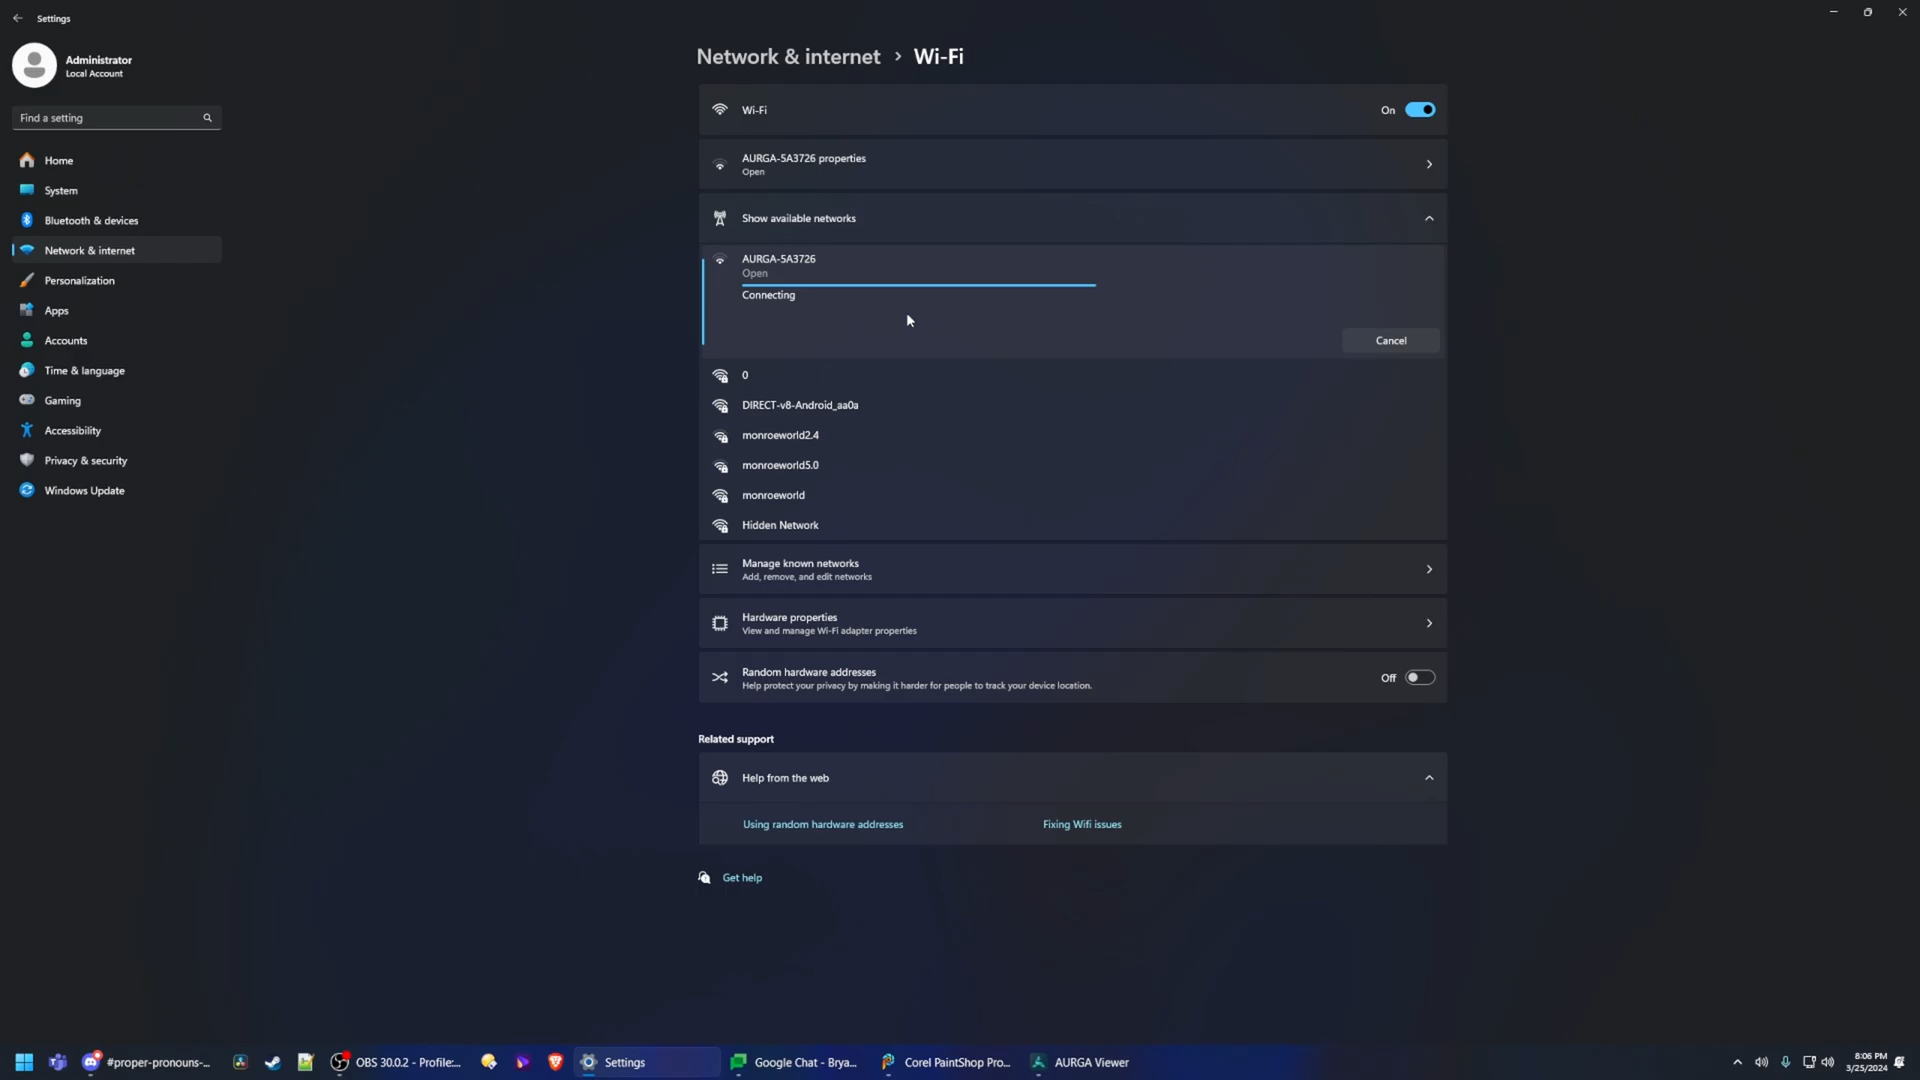 Settings
Administrator
Local Account
Find a setting
Home
System
Bluetooth & devices
Network & internet
Personalization
Apps
Accounts
Time & language
Gaming
Accessibility
Privacy & security
Windows Update
Network & internet > Wi-Fi
Wi-Fi
On
AURGA-5A3726 properties
Open
Show available networks
AURGA-5A3726
Open
Connecting
Cancel
0
DIRECT-v8-Android_aa0a
monroeworld2.4
monroeworld5.0
monroeworld
Hidden Network
Manage known networks
Add, remove, and edit networks
Hardware properties
View and manage Wi-Fi adapter properties
Random hardware addresses
Help protect your privacy by making it harder for people to track your device location.
Off
Related support
Help from the web
Using random hardware addresses
Fixing Wifi issues
Get help
#proper-pronouns-...
OBS 30.0.2 - Profile:...
Settings
Google Chat - Brya...
Corel PaintShop Pro...
AURGA Viewer
8:06 PM
3/25/2024